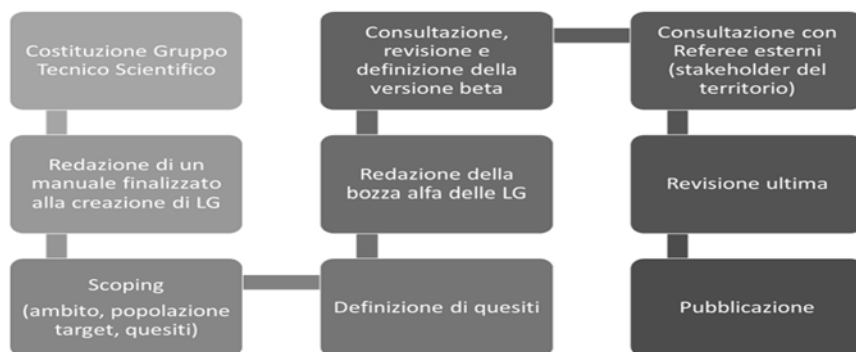 Costituzione Gruppo
Tecnico Scientifico
Redazione di un
manuale finalizzato
alla creazione di LG
Scoping
(ambito, popolazione
target, quesiti)
Definizione di quesiti
Redazione della
bozza alfa delle LG
Consultazione,
revisione e
definizione della
versione beta
Consultazione con
Referee esterni
(stakeholder del
territorio)
Revisione ultima
Pubblicazione